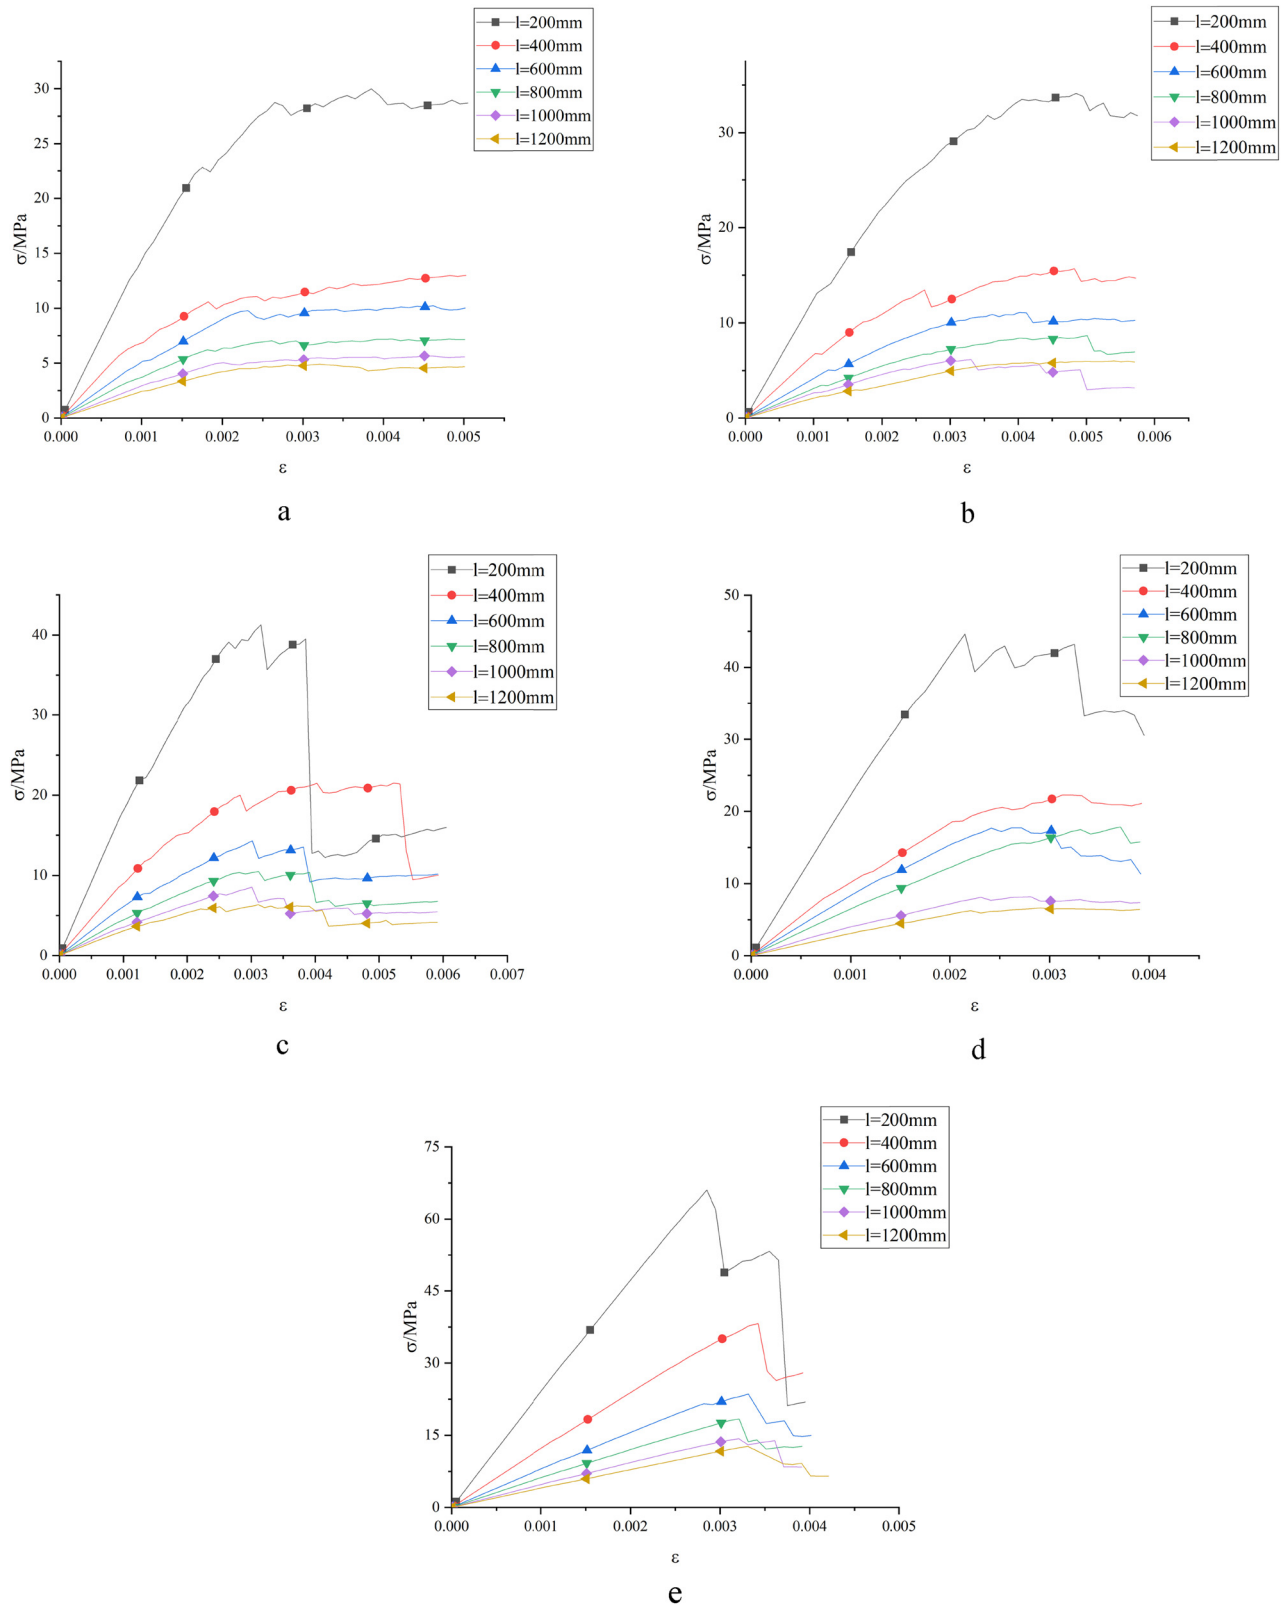 l=200mm
l=400mm
l=600mm
l=800mm
l=1000mm
l=1200mm
30
25
20
15
10
5
0
σ/MPa
0.000 0.001 0.002 0.003 0.004 0.005
ε
a
l=200mm
l=400mm
l=600mm
l=800mm
l=1000mm
l=1200mm
30
20
10
0
σ/MPa
0.000 0.001 0.002 0.003 0.004 0.005 0.006
ε
b
l=200mm
l=400mm
l=600mm
l=800mm
l=1000mm
l=1200mm
40
30
20
10
0
σ/MPa
0.000 0.001 0.002 0.003 0.004 0.005 0.006 0.007
ε
c
l=200mm
l=400mm
l=600mm
l=800mm
l=1000mm
l=1200mm
50
40
30
20
10
0
σ/MPa
0.000 0.001 0.002 0.003 0.004
ε
d
l=200mm
l=400mm
l=600mm
l=800mm
l=1000mm
l=1200mm
75
60
45
30
15
0
σ/MPa
0.000 0.001 0.002 0.003 0.004 0.005
ε
e